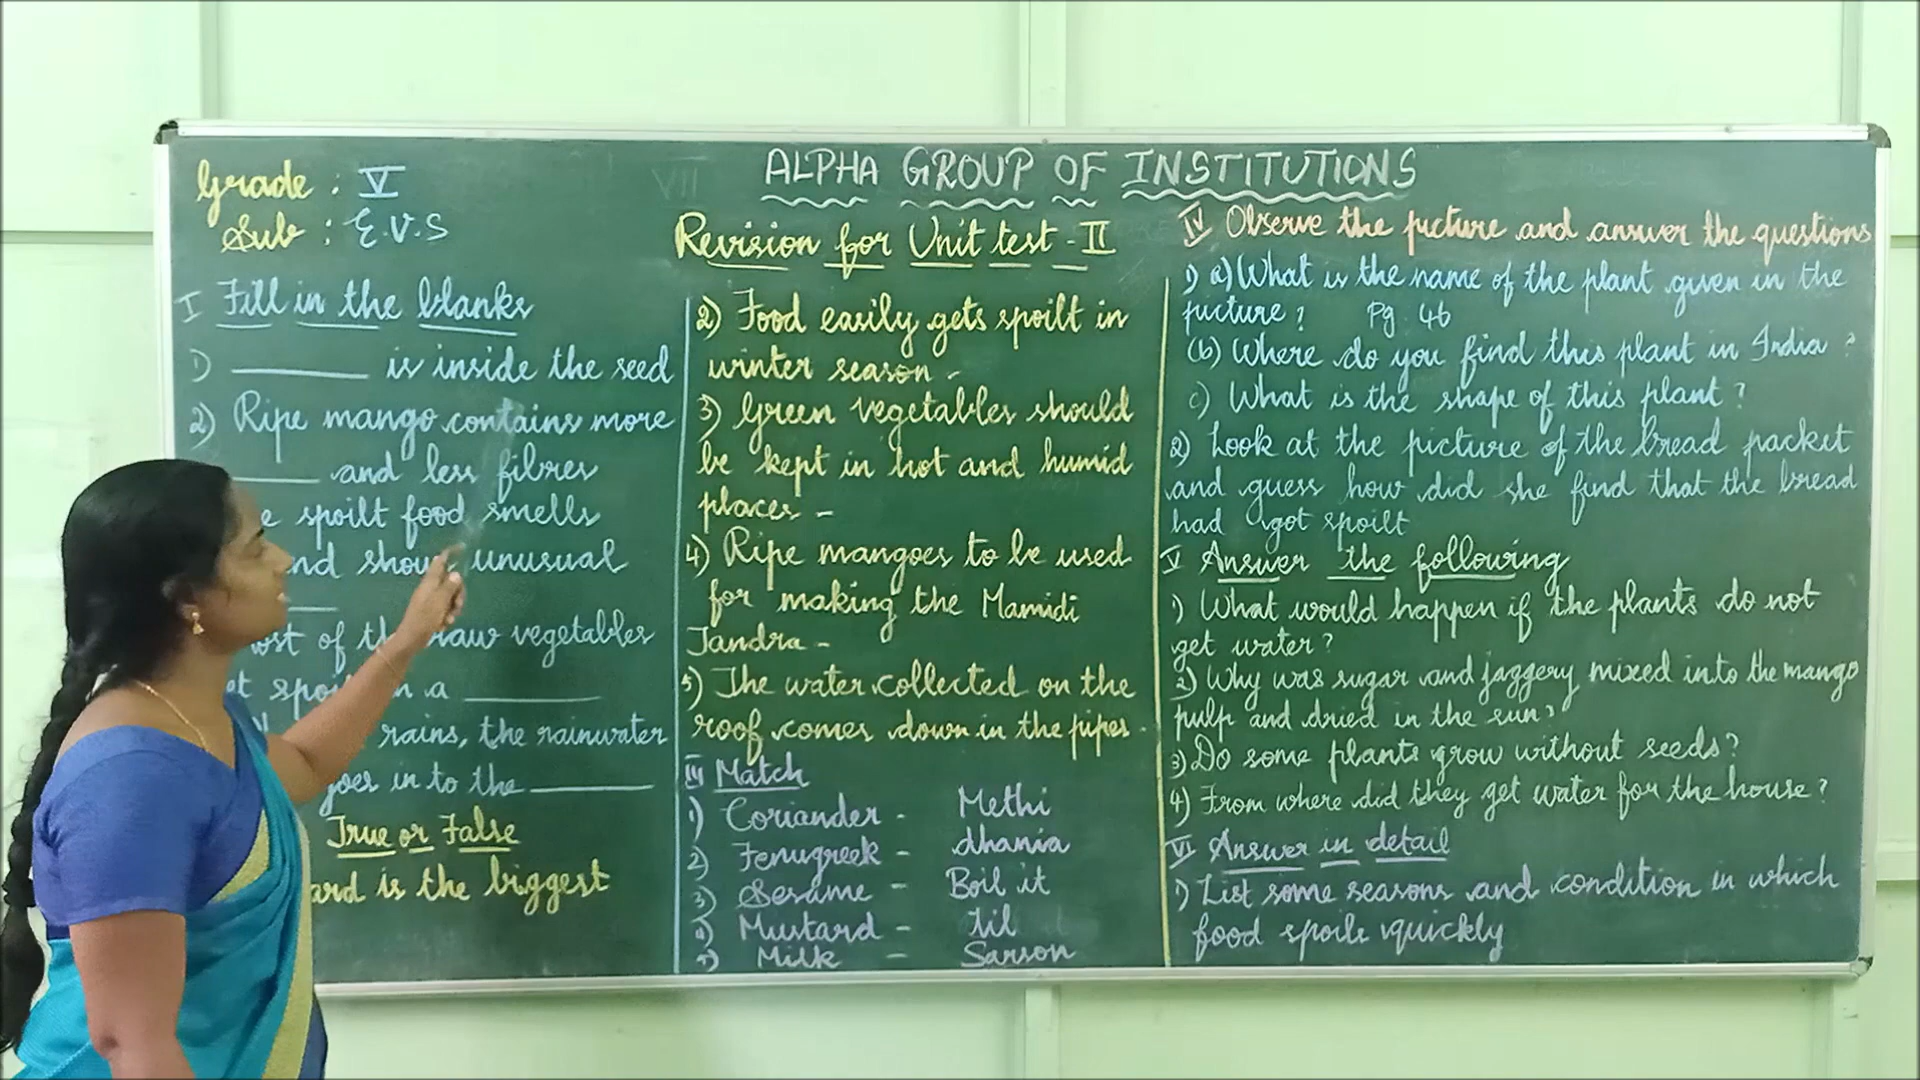 ALPHA GROUP OF INSTITUTIONS
Grade : V
Sub : E.V.S
Revision for Unit test - II
I Fill in the blanks
1) ______ is inside the seed
2) Ripe mango contains more
______ and less fibres
spoilt food smells
and shows unusual
______
of the raw vegetables
get spoilt in a ______
rains, the rainwater
goes in to the ______
True or False
is the biggest
2) Food easily gets spoilt in
winter season -
3) Green vegetables should
be kept in hot and humid
places -
4) Ripe mangoes to be used
for making the Mamidi
Tandra -
5) The water collected on the
roof comes down in the pipes -
III Match
1) Coriander - Methi
2) Fenugreek - dhania
3) Sesame - Boil it
4) Mustard - til
5) Milk - Sarson
IV Observe the picture and answer the questions
1) a) What is the name of the plant given in the
picture? Pg. 46
(b) Where do you find this plant in India ?
c) What is the shape of this plant ?
2) Look at the picture of the bread packet
and guess how did she find that the bread
had got spoilt
V Answer the following
1) What would happen if the plants do not
get water?
2) Why was sugar and jaggery mixed into the mango
pulp and dried in the sun?
3) Do some plants grow without seeds?
4) From where did they get water for the house?
VI Answer in detail
1) List some seasons and condition in which
food spoils quickly